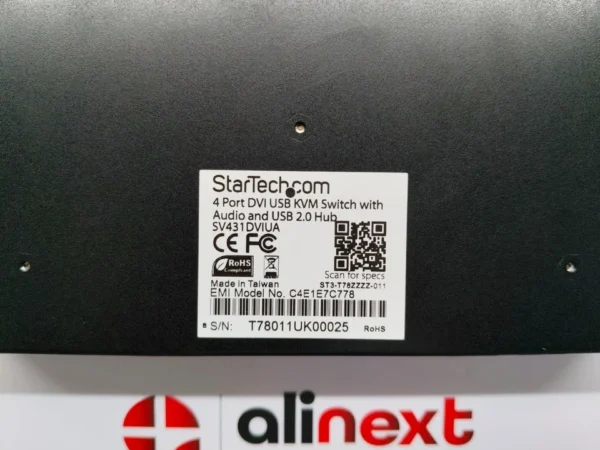 StarTech.com
4 Port DVI USB KVM Switch with
Audio and USB 2.0 Hub
SV431DVIUA
CE FC
RoHS
Compliant
Scan for specs
Made in Taiwan
ST3-T78ZZZZ-011
EMI Model No. C4E1E7C778
S/N: T78011UK00025 RoHS
alinext